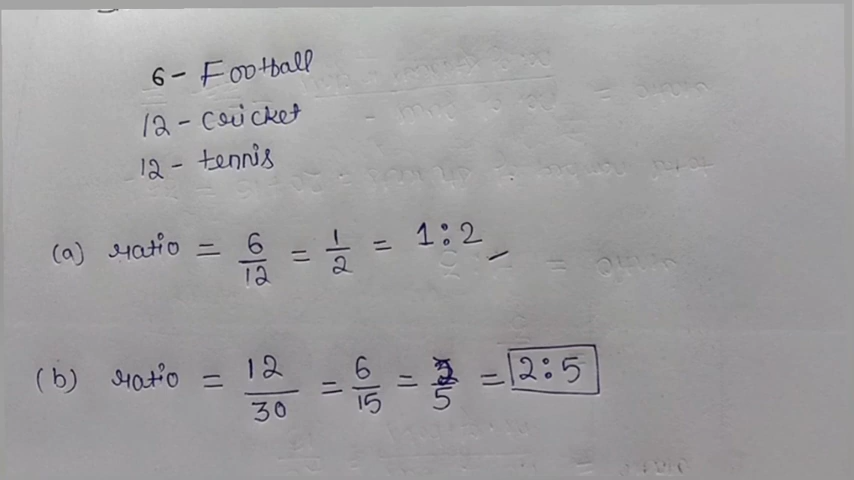 6 - Football
12 - cricket
12 - tennis
(a) ratio = 6/12 = 1/2 = 1:2
(b) ratio = 12/30 = 6/15 = 2/5 = 2:5